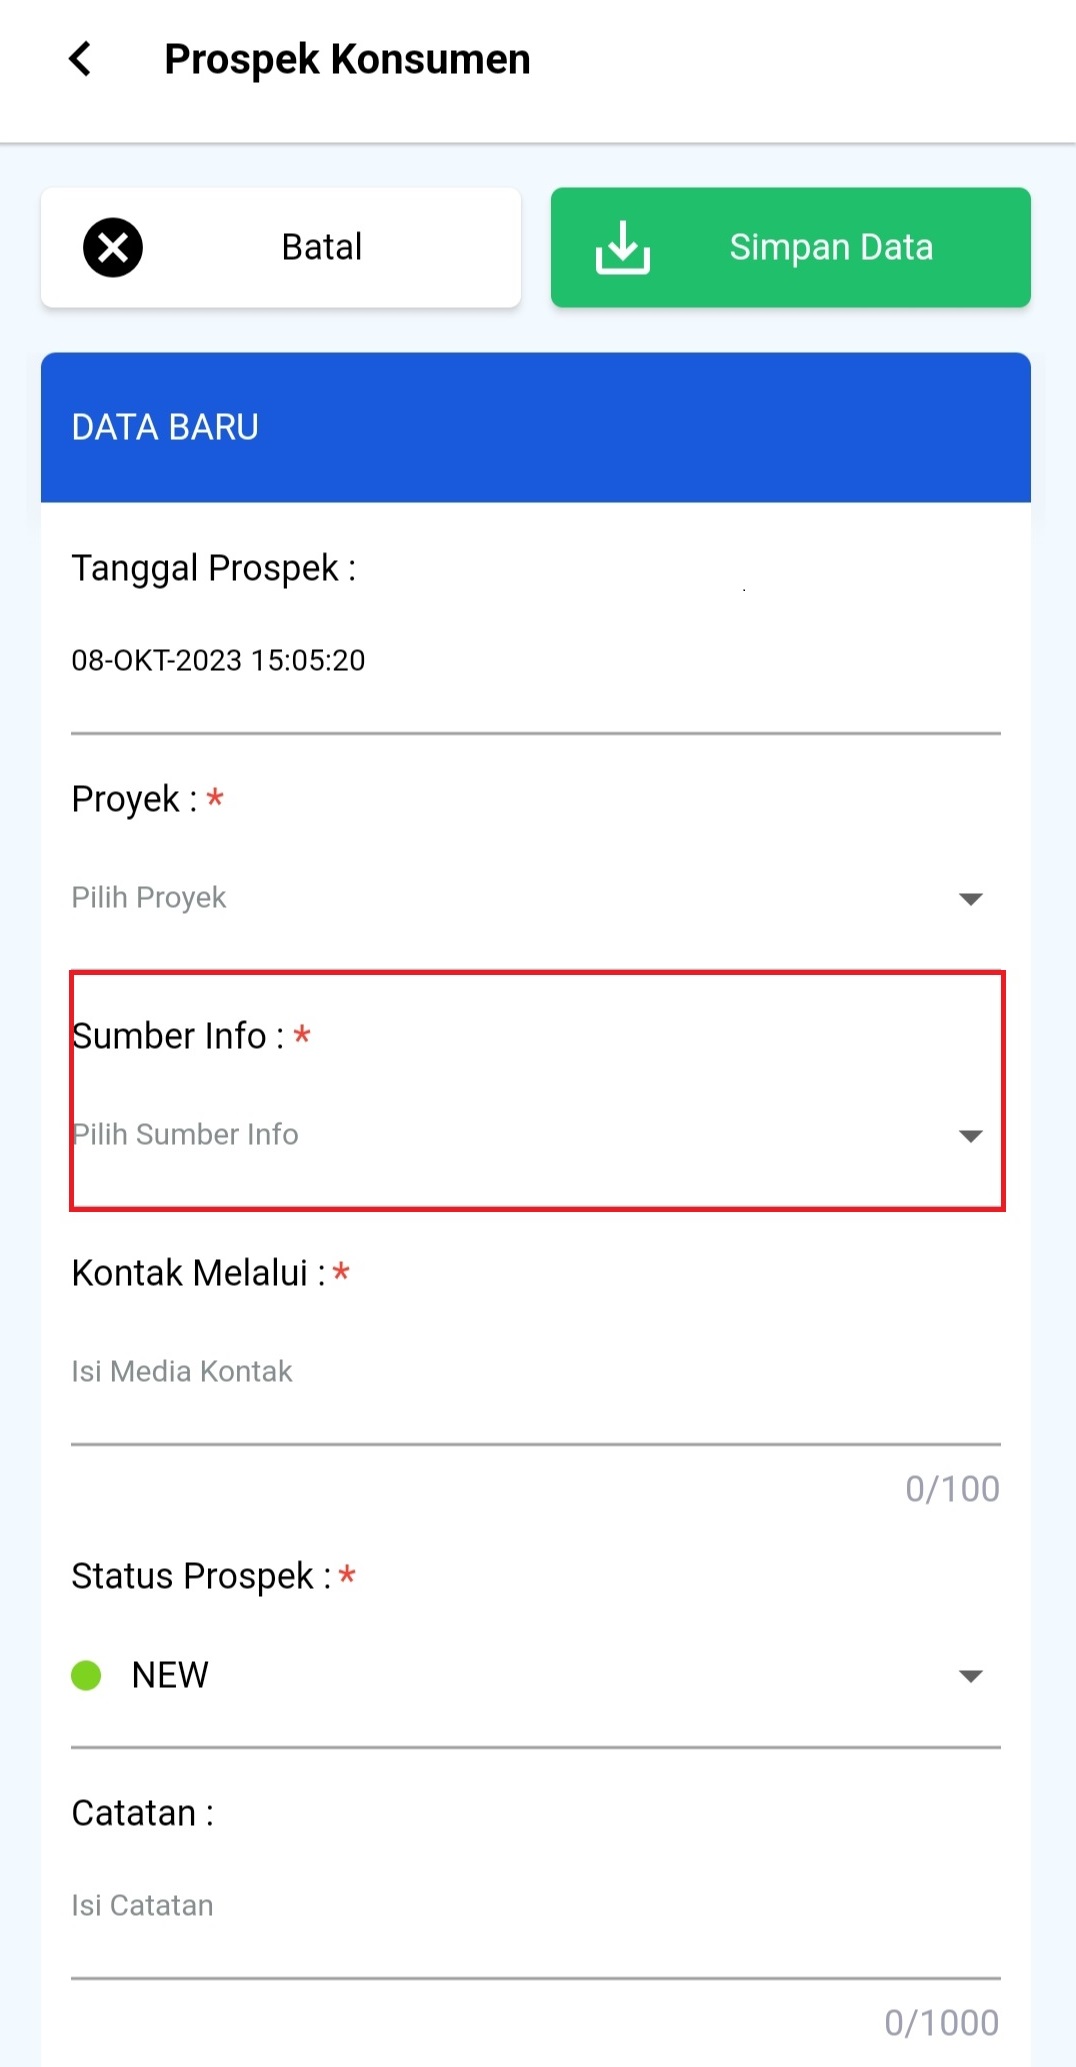 Prospek Konsumen
Batal
Simpan Data
DATA BARU
Tanggal Prospek :
08-OKT-2023 15:05:20
Proyek : *
Pilih Proyek
Sumber Info : *
Pilih Sumber Info
Kontak Melalui : *
Isi Media Kontak
0/100
Status Prospek : *
NEW
Catatan :
Isi Catatan
0/1000